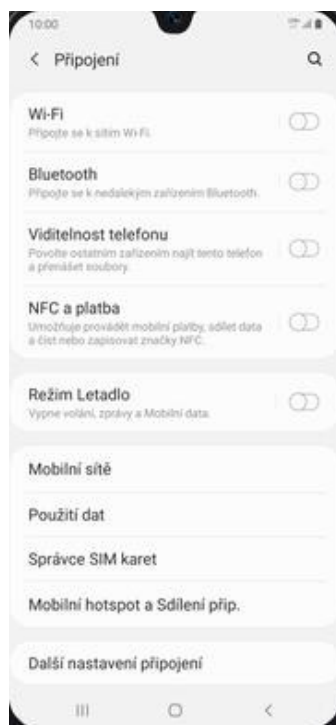 10:00
Připojení
Wi-Fi
Připojte se k sítím Wi-Fi.
Bluetooth
Připojte se k nedalekým zařízením Bluetooth.
Viditelnost telefonu
Povolte ostatním zařízením najít tento telefon
a přenášet soubory.
NFC a platba
Umožňuje provádět mobilní platby, sdílet data
a číst nebo zapisovat značky NFC.
Režim Letadlo
Vypne volání, zprávy a Mobilní data.
Mobilní sítě
Použití dat
Správce SIM karet
Mobilní hotspot a Sdílení přip.
Další nastavení připojení